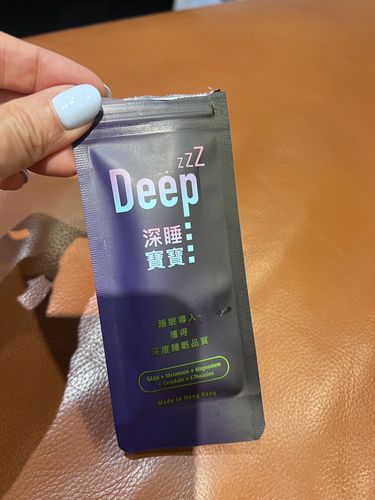 zzZ
Deep
深睡
寶寶
-睡眠導入-
獲得
深度睡眠品質
GABA + Melatonin + Magnesium
+ Corydalis + L-Theanine
Made in Hong Kong